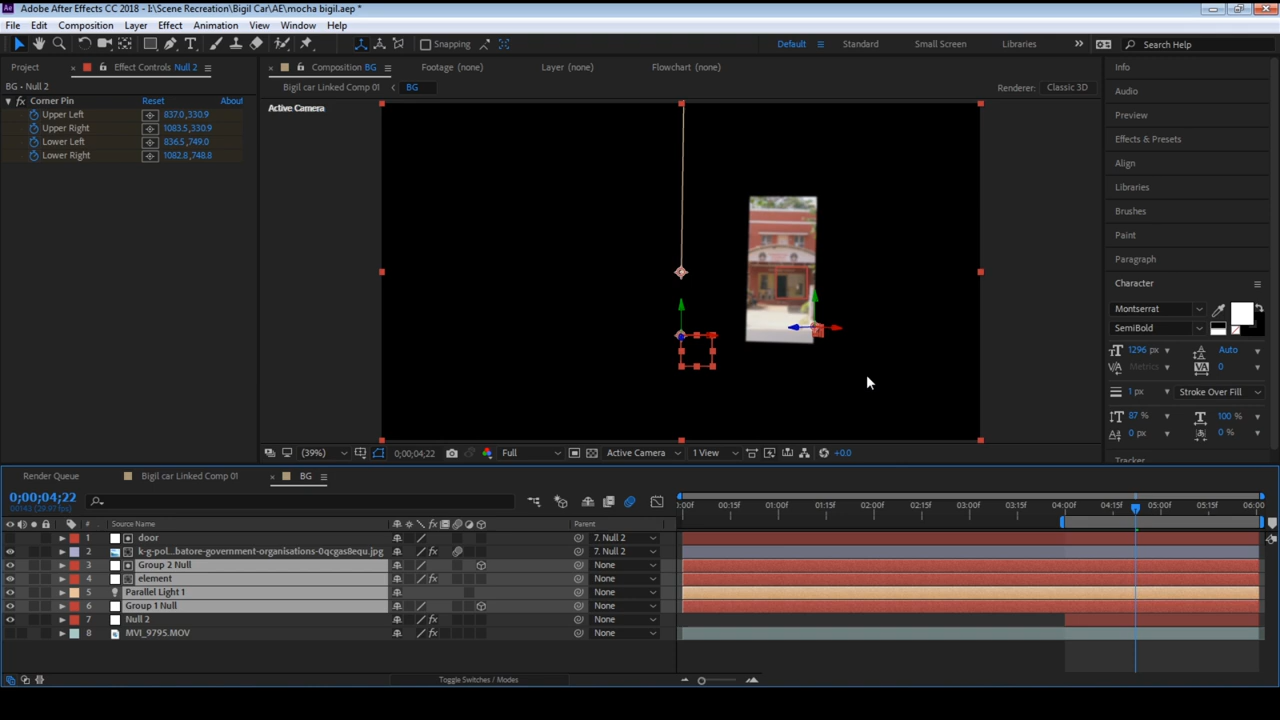 Adobe After Effects CC 2018 - I:\Scene Recreation\Bigil Car\AE\mocha bigil.aep *
File Edit Composition Layer Effect Animation View Window Help
Snapping Default Standard Small Screen Libraries Search Help
Project Effect Controls Null 2 Composition BG Footage (none) Layer (none) Flowchart (none) Info
BG - Null 2 Bigil car Linked Comp 01 BG Renderer: Classic 3D
Audio
Corner Pin Reset About
Active Camera
Upper Left 837.0,330.9 Preview
Upper Right 1083.5,330.9
Lower Left 836.5,749.0 Effects & Presets
Lower Right 1082.8,748.8
Align
Libraries
Brushes
Paint
Paragraph
Character
Montserrat
SemiBold
1296 px Auto
Metrics 0
1 px Stroke Over Fill
87 % 100 %
0 px 0 %
(39%) 0;00;04;22 Full Active Camera 1 View +0.0
Tracker
Render Queue Bigil car Linked Comp 01 BG
0;00;04;22
00143 (29.97 fps)
:00f 00:15f 01:00f 01:15f 02:00f 02:15f 03:00f 03:15f 04:00f 04:15f 05:00f 05:15f 06:00
# Source Name Parent
1 door 7. Null 2
2 k-g-pol...batore-government-organisations-0qcgas8equ.jpg 7. Null 2
3 Group 2 Null None
4 element None
5 Parallel Light 1 None
6 Group 1 Null None
7 Null 2 None
8 MVI_9795.MOV None
Toggle Switches / Modes